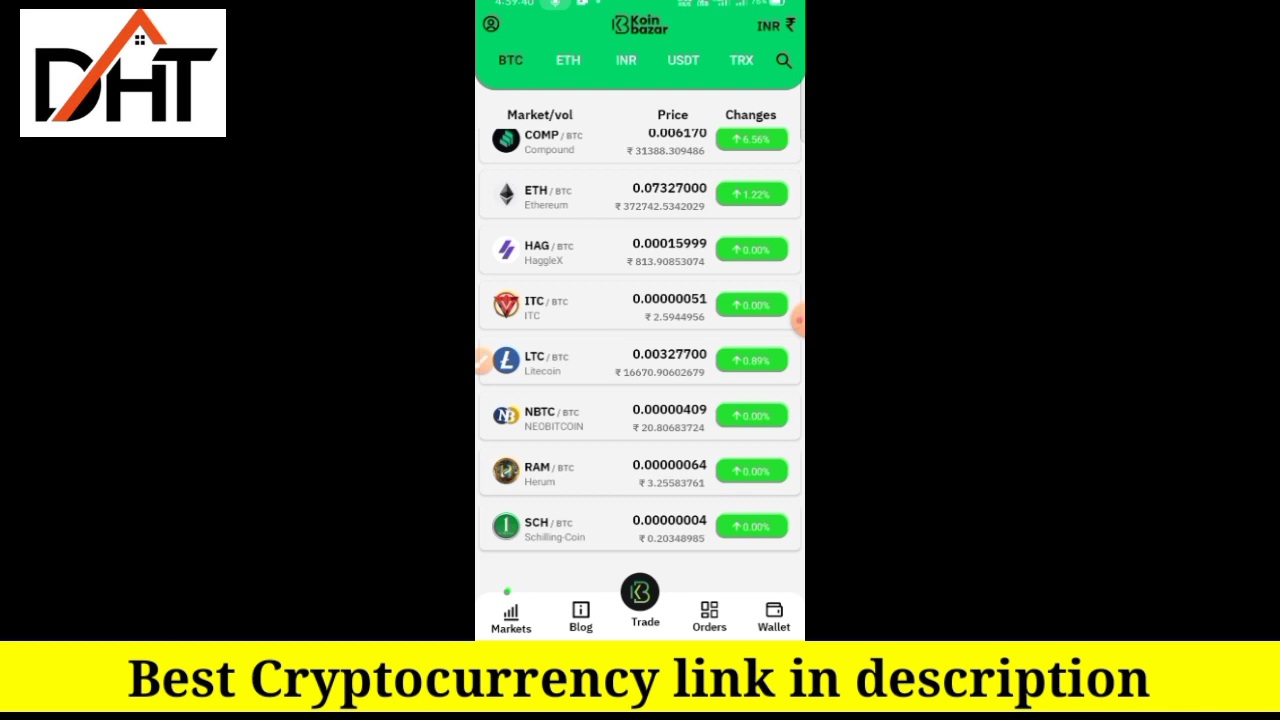 DHT
4:59:40
76%
Koin
bazar
INR ₹
BTC ETH INR USDT TRX
Market/vol Price Changes
COMP / BTC 0.006170 ↑ 6.56%
Compound ₹ 31388.309486
ETH / BTC 0.07327000 ↑ 1.22%
Ethereum ₹ 372742.5342029
HAG / BTC 0.00015999 ↑ 0.00%
HaggleX ₹ 813.90853074
ITC / BTC 0.00000051 ↑ 0.00%
ITC ₹ 2.5944956
LTC / BTC 0.00327700 ↑ 0.89%
Litecoin ₹ 16670.90602679
NBTC / BTC 0.00000409 ↑ 0.00%
NEOBITCOIN ₹ 20.80683724
RAM / BTC 0.00000064 ↑ 0.00%
Herum ₹ 3.25583761
SCH / BTC 0.00000004 ↑ 0.00%
Schilling-Coin ₹ 0.20348985
Markets Blog Trade Orders Wallet
Best Cryptocurrency link in description